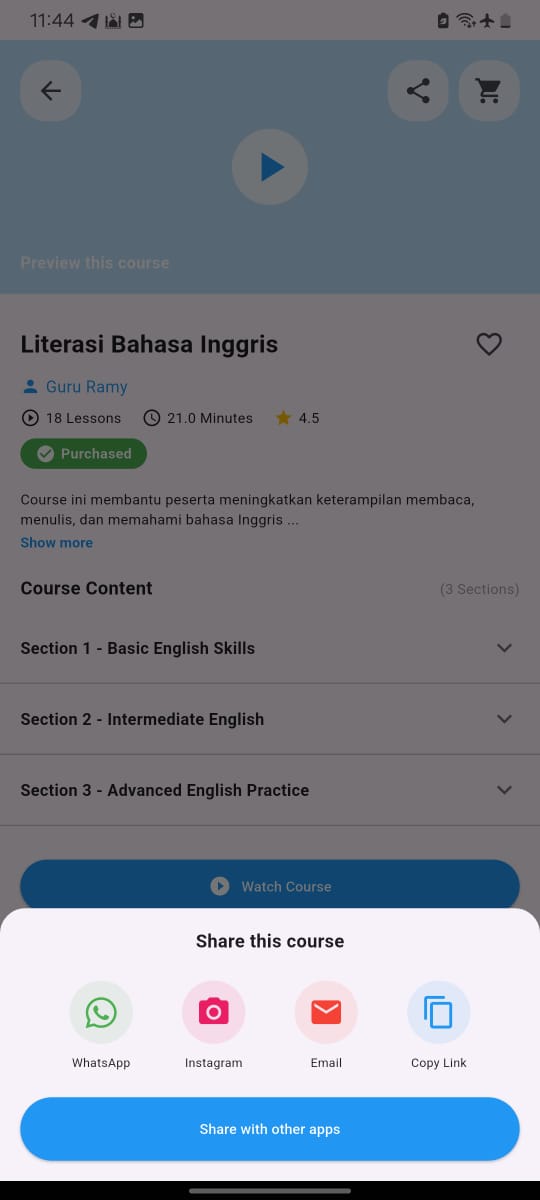 11:44
Preview this course
Literasi Bahasa Inggris
Guru Ramy
18 Lessons 21.0 Minutes 4.5
Purchased
Course ini membantu peserta meningkatkan keterampilan membaca,
menulis, dan memahami bahasa Inggris ...
Show more
Course Content (3 Sections)
Section 1 - Basic English Skills
Section 2 - Intermediate English
Section 3 - Advanced English Practice
Watch Course
Share this course
WhatsApp Instagram Email Copy Link
Share with other apps